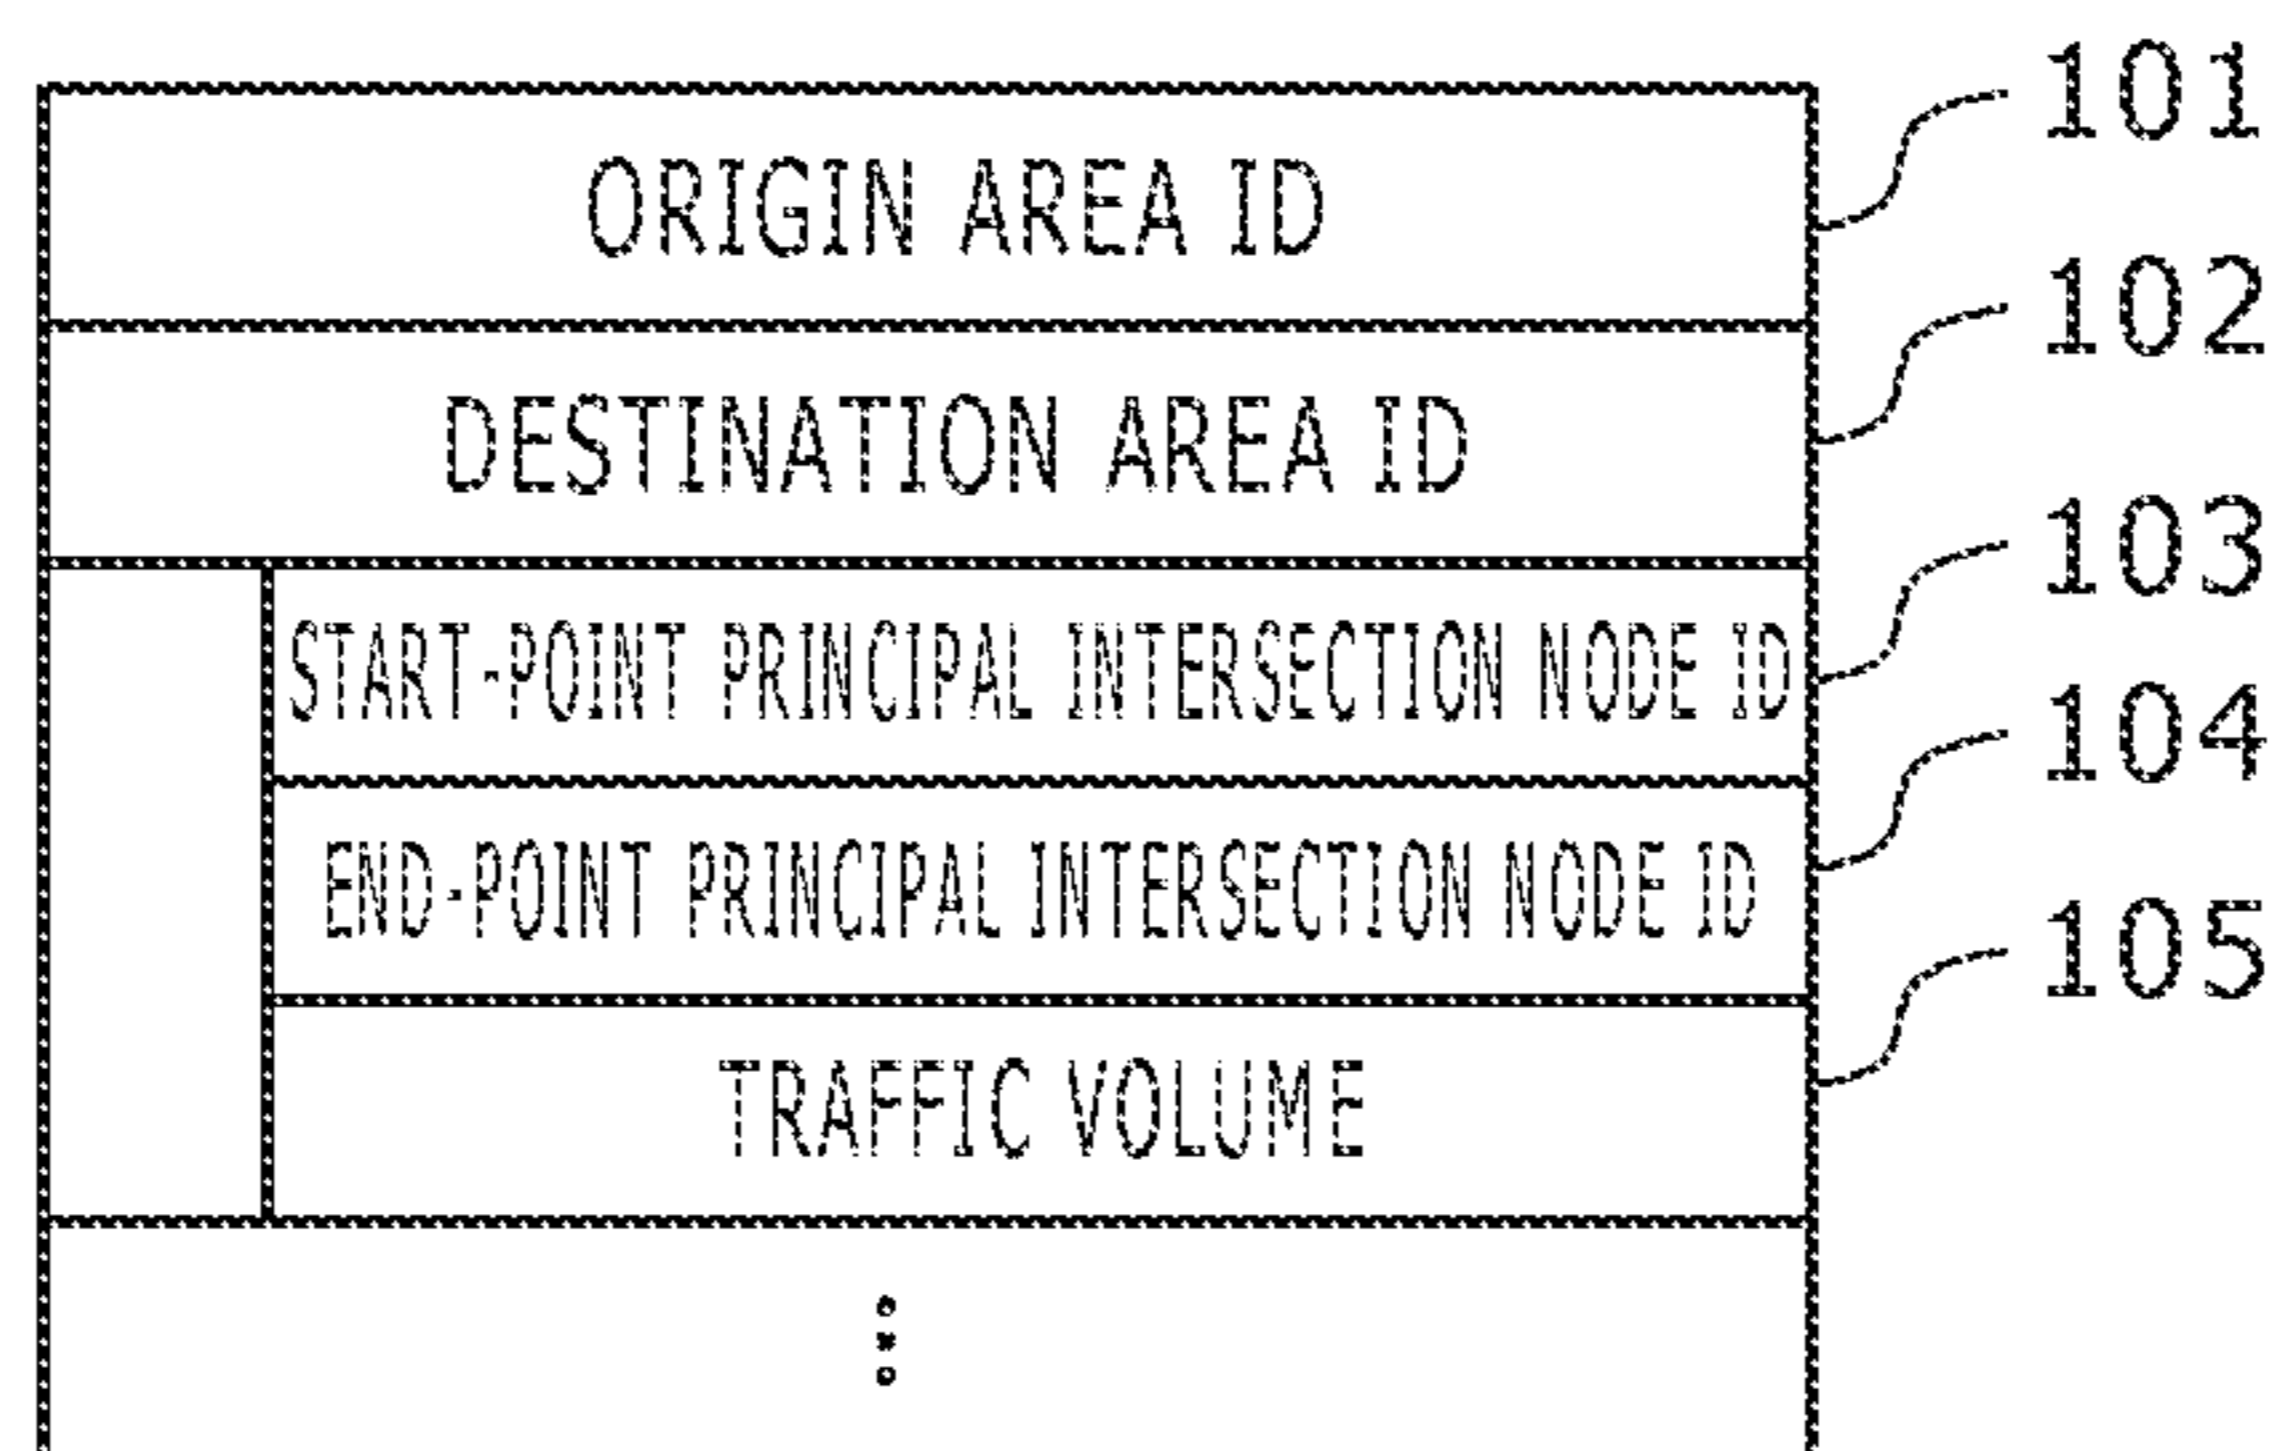 ORIGIN AREA ID 101
DESTINATION AREA ID 102
START-POINT PRINCIPAL INTERSECTION NODE ID 103
END-POINT PRINCIPAL INTERSECTION NODE ID 104
TRAFFIC VOLUME 105